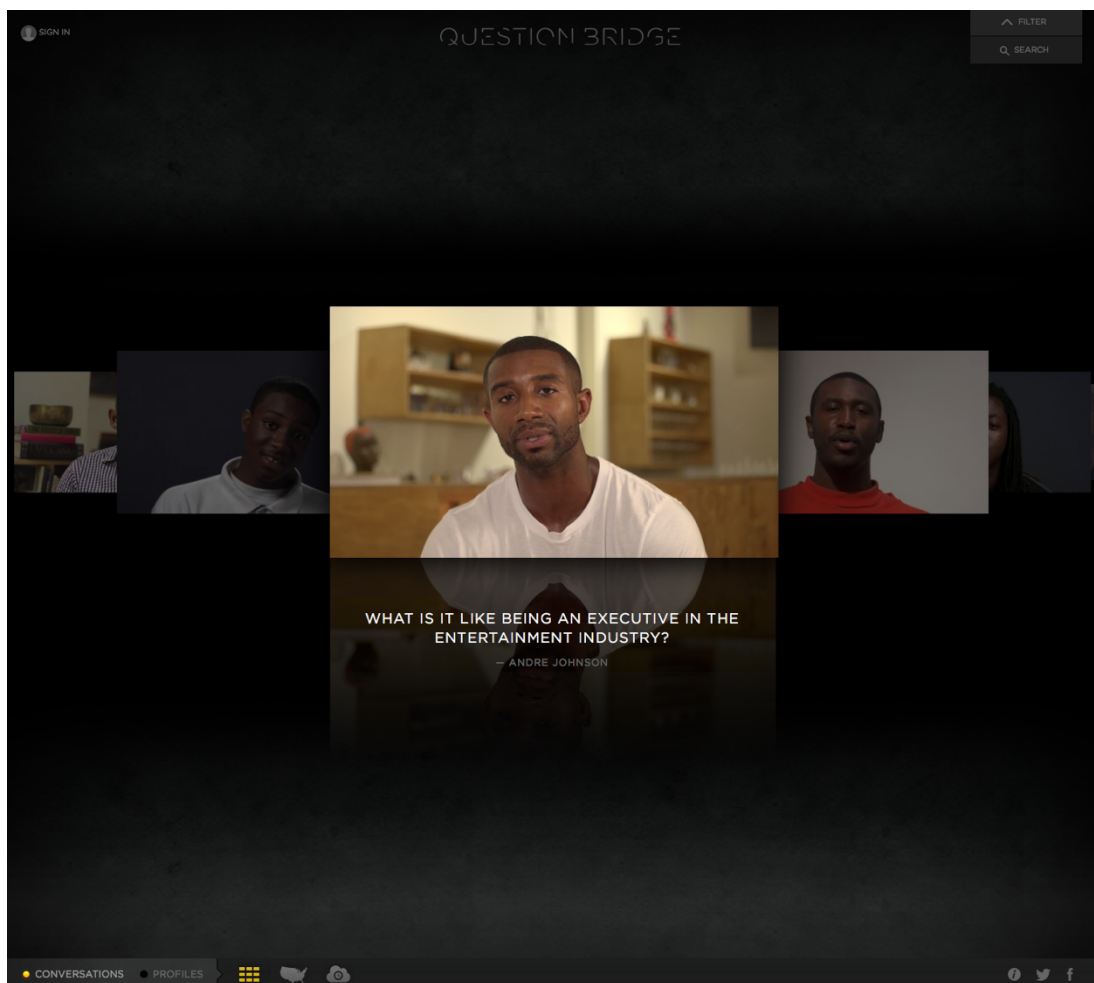 SIGN IN
QUESTION BRIDGE
FILTER
SEARCH
WHAT IS IT LIKE BEING AN EXECUTIVE IN THE
ENTERTAINMENT INDUSTRY?
— ANDRE JOHNSON
CONVERSATIONS
PROFILES